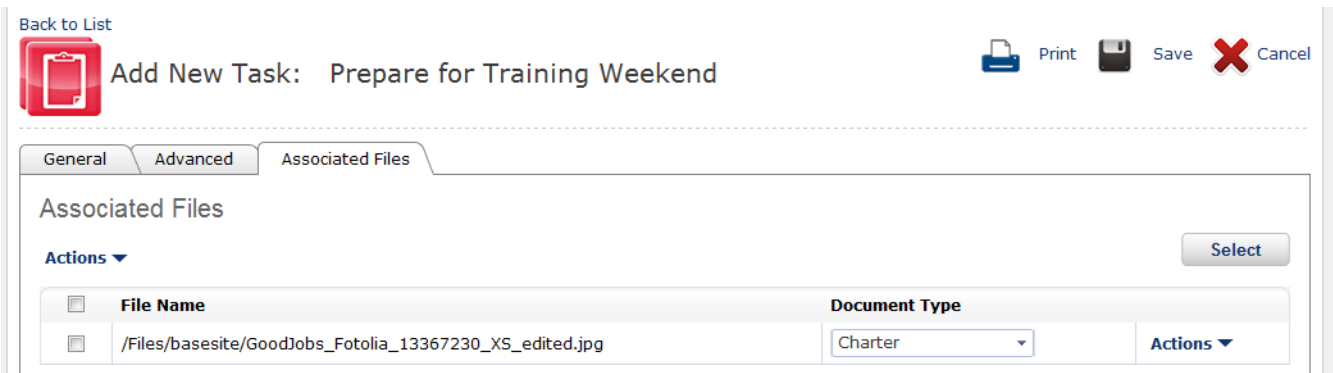 Back to List
Add New Task: Prepare for Training Weekend
Print Save Cancel
General Advanced Associated Files
Associated Files
Actions
Select
File Name Document Type
/Files/basesite/GoodJobs_Fotolia_13367230_XS_edited.jpg Charter Actions